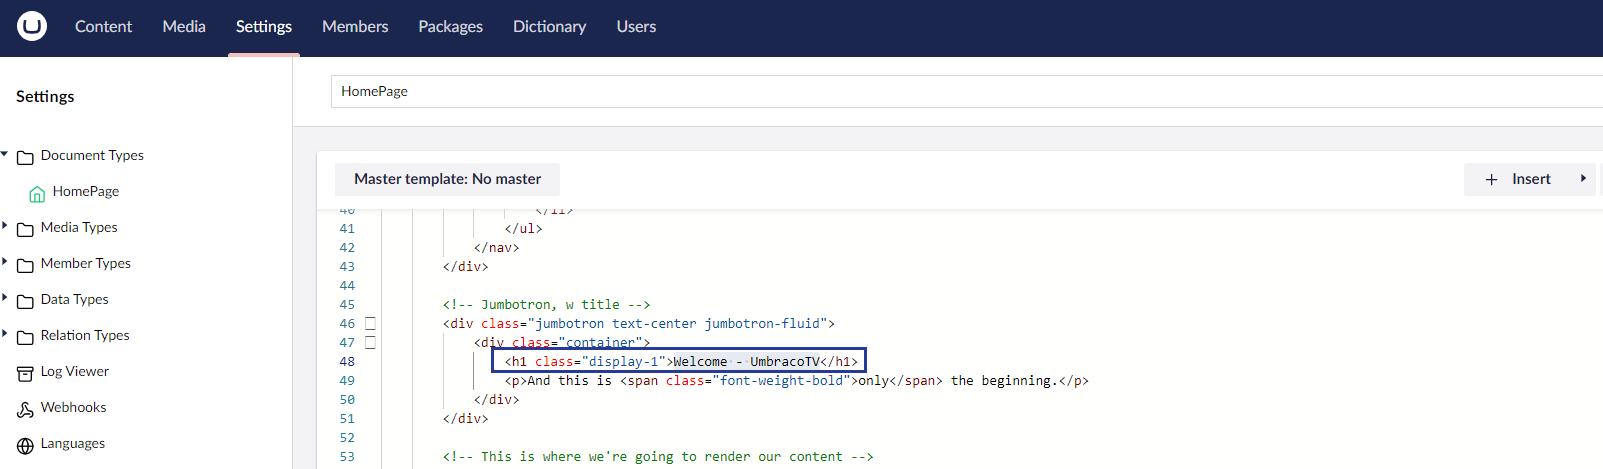 Content Media Settings Members Packages Dictionary Users
Settings
Document Types
HomePage
Media Types
Member Types
Data Types
Relation Types
Log Viewer
Webhooks
Languages
HomePage
Master template: No master
+ Insert
40 </li>
41 </ul>
42 </nav>
43 </div>
44
45 <!-- Jumbotron, w title -->
46 <div class="jumbotron text-center jumbotron-fluid">
47 <div class="container">
48 <h1 class="display-1">Welcome - UmbracoTV</h1>
49 <p>And this is <span class="font-weight-bold">only</span> the beginning.</p>
50 </div>
51 </div>
52
53 <!-- This is where we're going to render our content -->